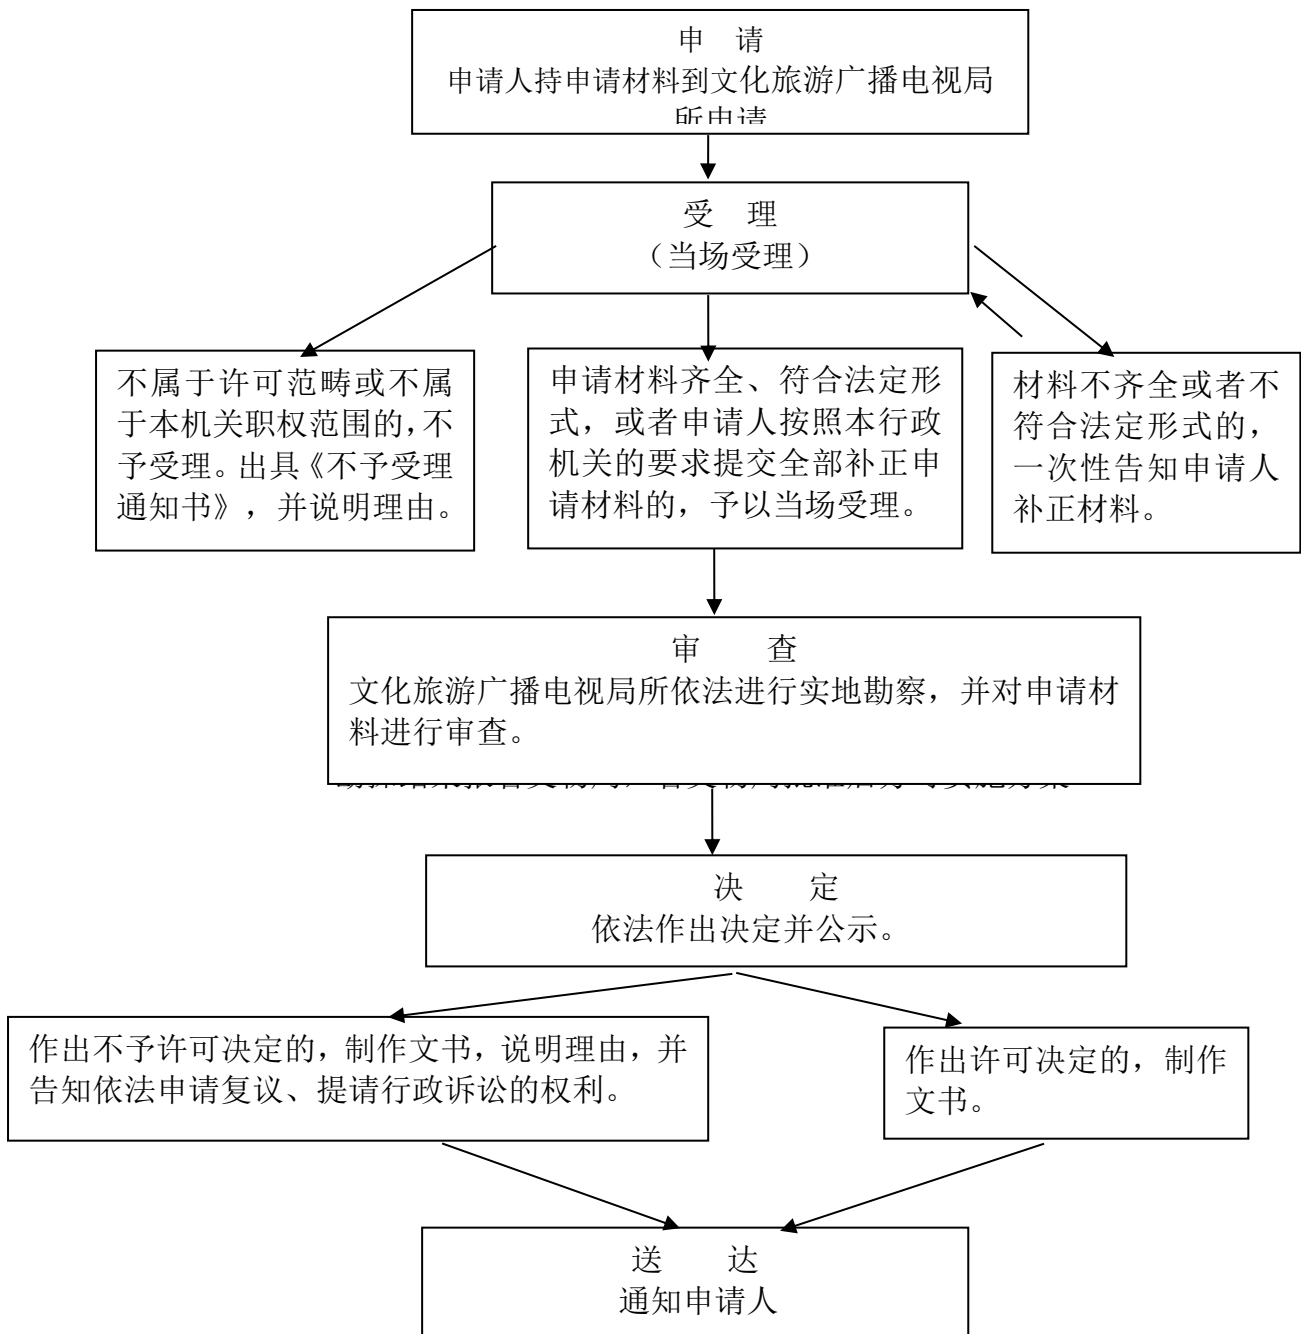 申 请
申请人持申请材料到文化旅游广播电视局
所申请
受 理
（当场受理）
不属于许可范畴或不属
于本机关职权范围的，不
予受理。出具《不予受理
通知书》，并说明理由。
申请材料齐全、符合法定形
式，或者申请人按照本行政
机关的要求提交全部补正申
请材料的，予以当场受理。
材料不齐全或者不
符合法定形式的，
一次性告知申请人
补正材料。
审 查
文化旅游广播电视局所依法进行实地勘察，并对申请材
料进行审查。
决 定
依法作出决定并公示。
作出不予许可决定的，制作文书，说明理由，并
告知依法申请复议、提请行政诉讼的权利。
作出许可决定的，制作
文书。
送 达
通知申请人